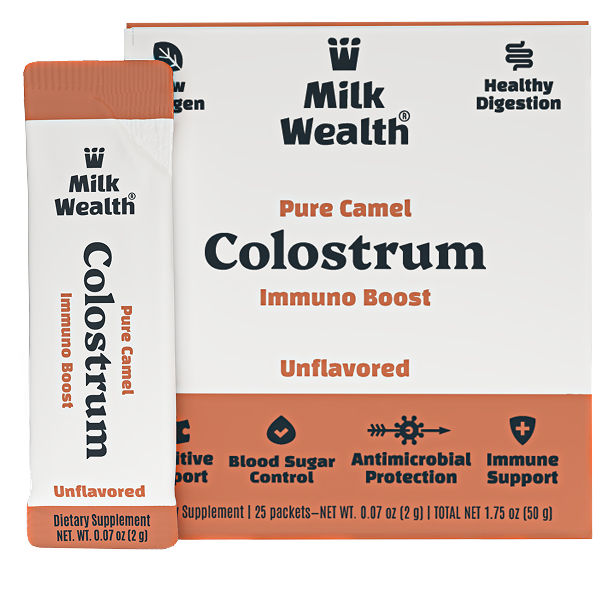 Milk
Wealth®
Pure Camel
Colostrum
Immuno Boost
Unflavored
Dietary Supplement
NET. WT. 0.07 oz (2 g)
Milk
Wealth®
Healthy
Digestion
Pure Camel
Colostrum
Immuno Boost
Unflavored
Blood Sugar
Control
Antimicrobial
Protection
Immune
Support
Supplement | 25 packets–NET WT. 0.07 oz (2 g) | TOTAL NET 1.75 oz (50 g)